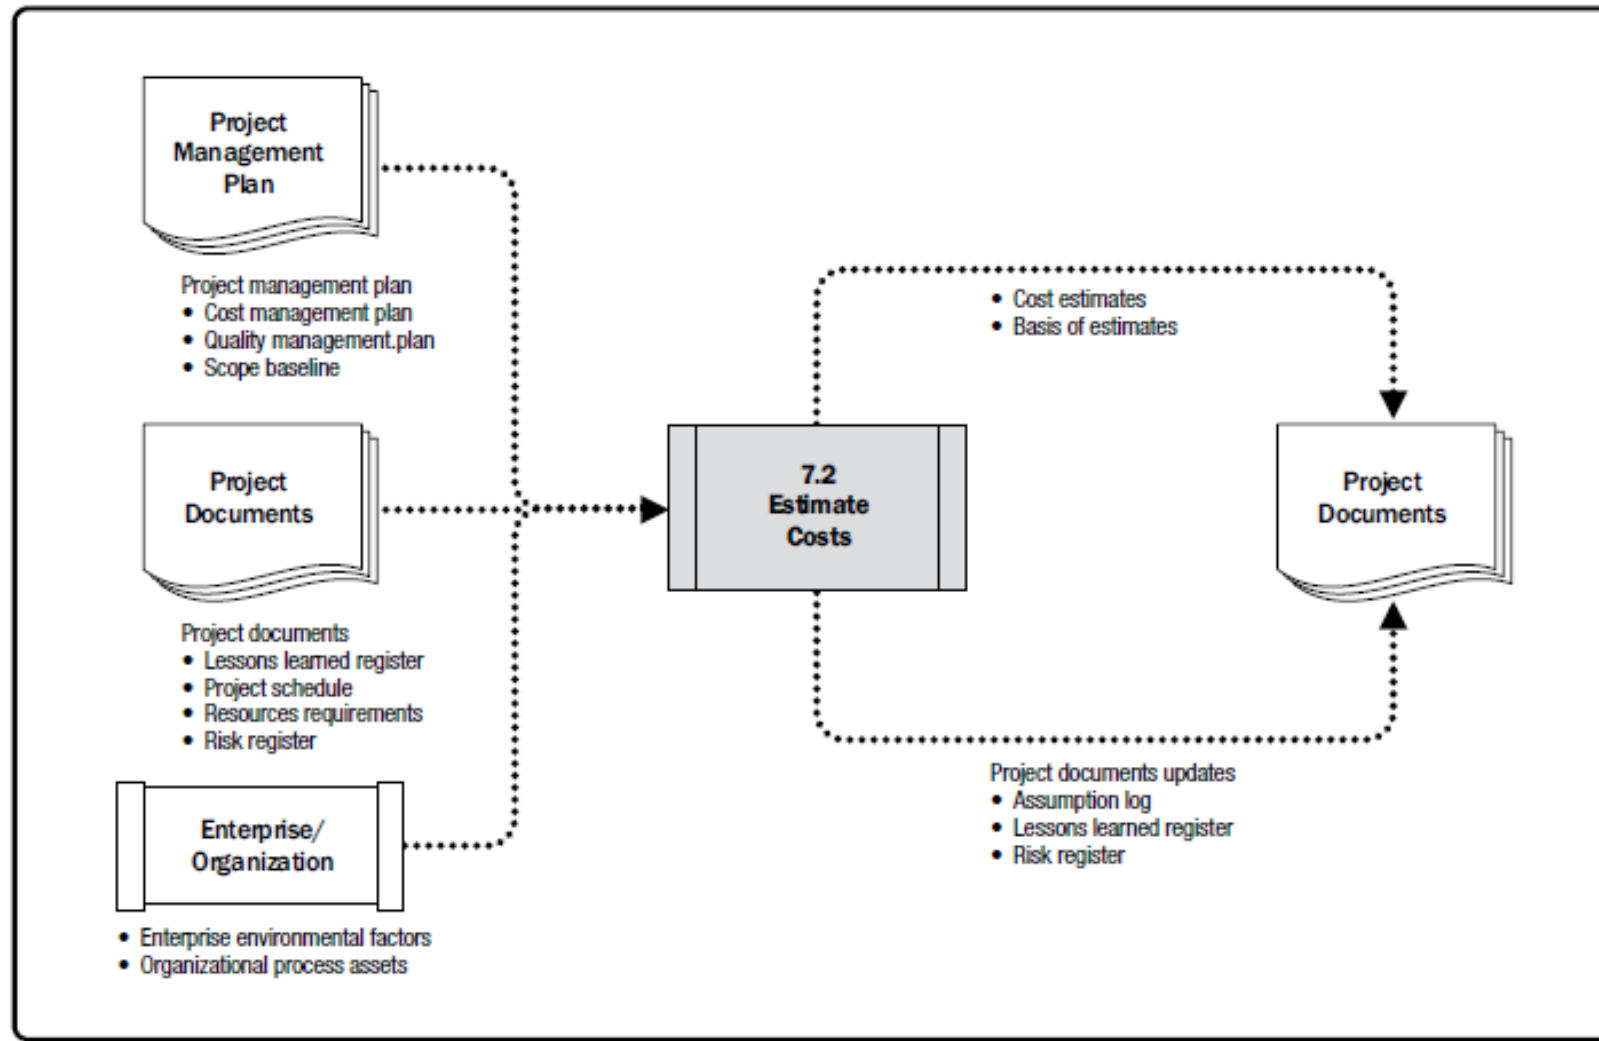 Project
Management
Plan
Project management plan
• Cost management plan
• Quality management.plan
• Scope baseline
Project
Documents
Project documents
• Lessons learned register
• Project schedule
• Resources requirements
• Risk register
Enterprise/
Organization
• Enterprise environmental factors
• Organizational process assets
7.2
Estimate
Costs
• Cost estimates
• Basis of estimates
Project
Documents
Project documents updates
• Assumption log
• Lessons learned register
• Risk register